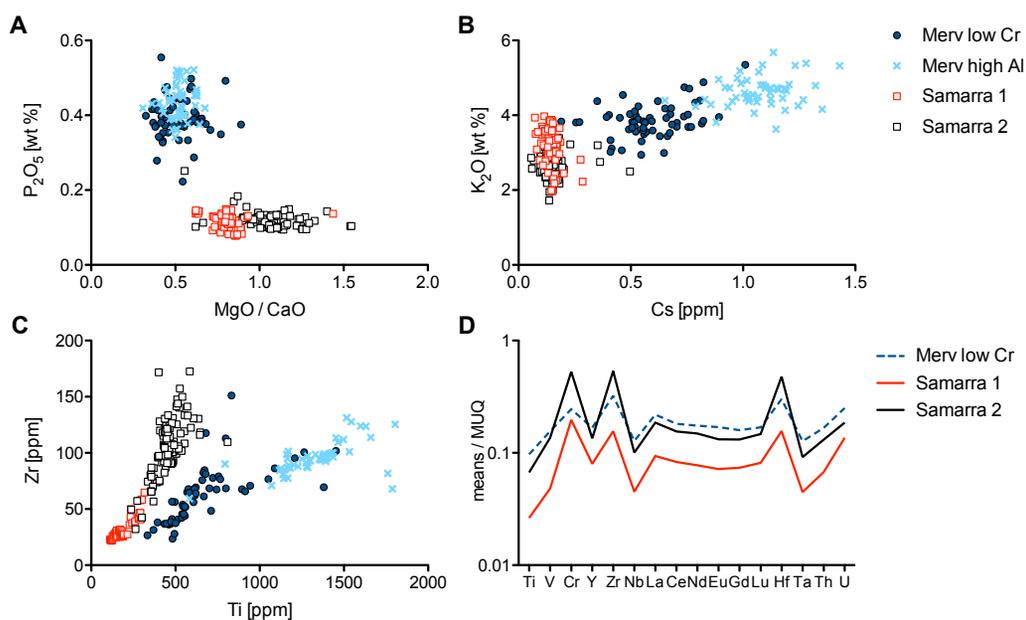 A
0.6
0.4
0.2
0.0
P₂O₅ [wt %]
0.0 0.5 1.0 1.5 2.0
MgO / CaO
B
6
4
2
0
K₂O [wt %]
0.0 0.5 1.0 1.5
Cs [ppm]
Merv low Cr
Merv high Al
Samarra 1
Samarra 2
C
200
150
100
50
0
Zr [ppm]
0 500 1000 1500 2000
Ti [ppm]
D
1
0.1
0.01
means / MUQ
Ti V Cr Y Zr Nb La Ce Nd Eu Gd Lu Hf Ta Th U
Merv low Cr
Samarra 1
Samarra 2